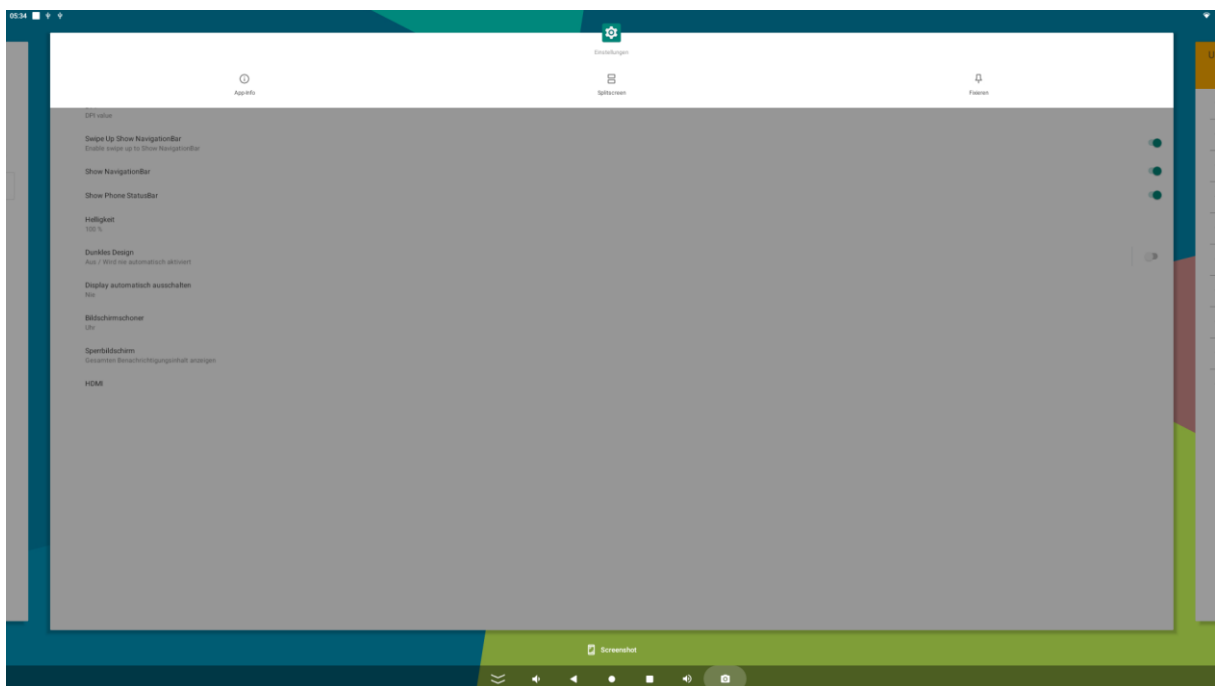 05:34
U
Einstellungen
App-Info
Splitscreen
Fixieren
DPI value
Swipe Up Show NavigationBar
Enable swipe up to Show NavigationBar
Show NavigationBar
Show Phone StatusBar
Helligkeit
100 %
Dunkles Design
Aus / Wird nie automatisch aktiviert
Display automatisch ausschalten
Nie
Bildschirmschoner
Uhr
Sperrbildschirm
Gesamten Benachrichtigungsinhalt anzeigen
HDMI
Screenshot